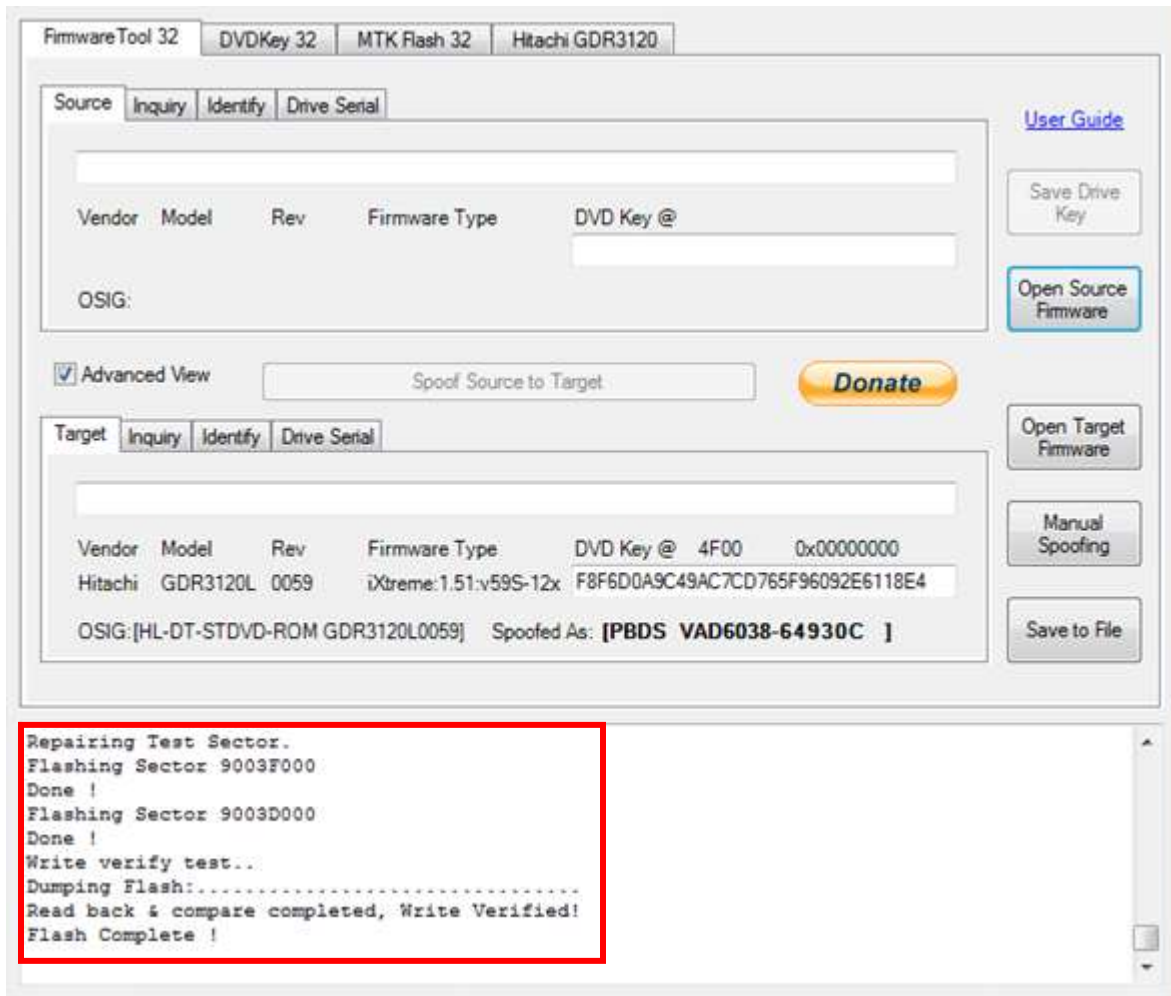 FirmwareTool 32 DVDKey 32 MTK Flash 32 Hitachi GDR3120
Source Inquiry Identify Drive Serial
User Guide
Save Drive
Key
Vendor Model Rev Firmware Type DVD Key @
Open Source
Firmware
OSIG:
Advanced View Spoof Source to Target Donate
Target Inquiry Identify Drive Serial
Open Target
Firmware
Manual
Spoofing
Vendor Model Rev Firmware Type DVD Key @ 4F00 0x00000000
Hitachi GDR3120L 0059 iXtreme:1.51:v59S-12x F8F6D0A9C49AC7CD765F96092E6118E4
OSIG:[HL-DT-STDVD-ROM GDR3120L0059] Spoofed As: [PBDS VAD6038-64930C ]
Save to File
Repairing Test Sector.
Flashing Sector 9003F000
Done !
Flashing Sector 9003D000
Done !
Write verify test..
Dumping Flash:................................
Read back & compare completed, Write Verified!
Flash Complete !